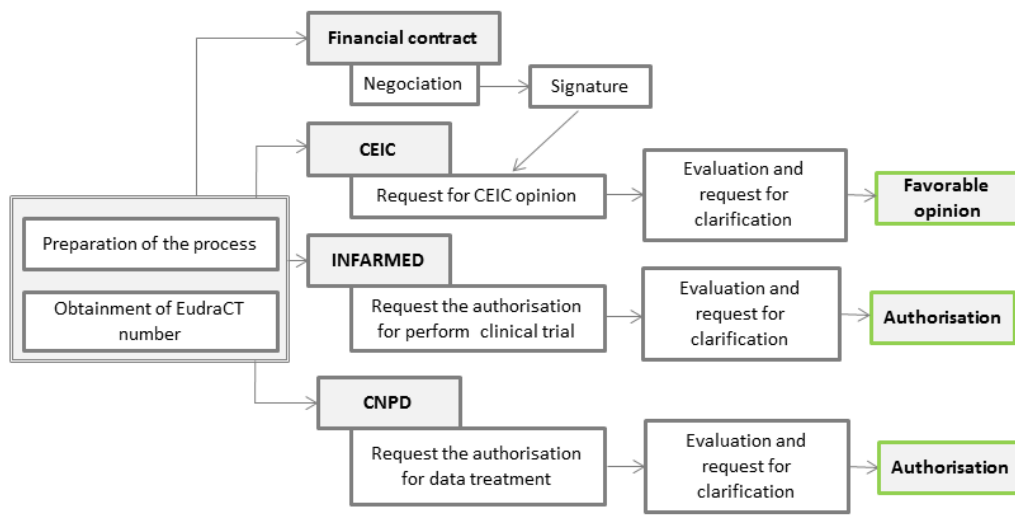 Financial contract
Negociation
Signature
CEIC
Request for CEIC opinion
Evaluation and
request for
clarification
Favorable
opinion
Preparation of the process
Obtainment of EudraCT
number
INFARMED
Request the authorisation
for perform clinical trial
Evaluation and
request for
clarification
Authorisation
CNPD
Request the authorisation
for data treatment
Evaluation and
request for
clarification
Authorisation